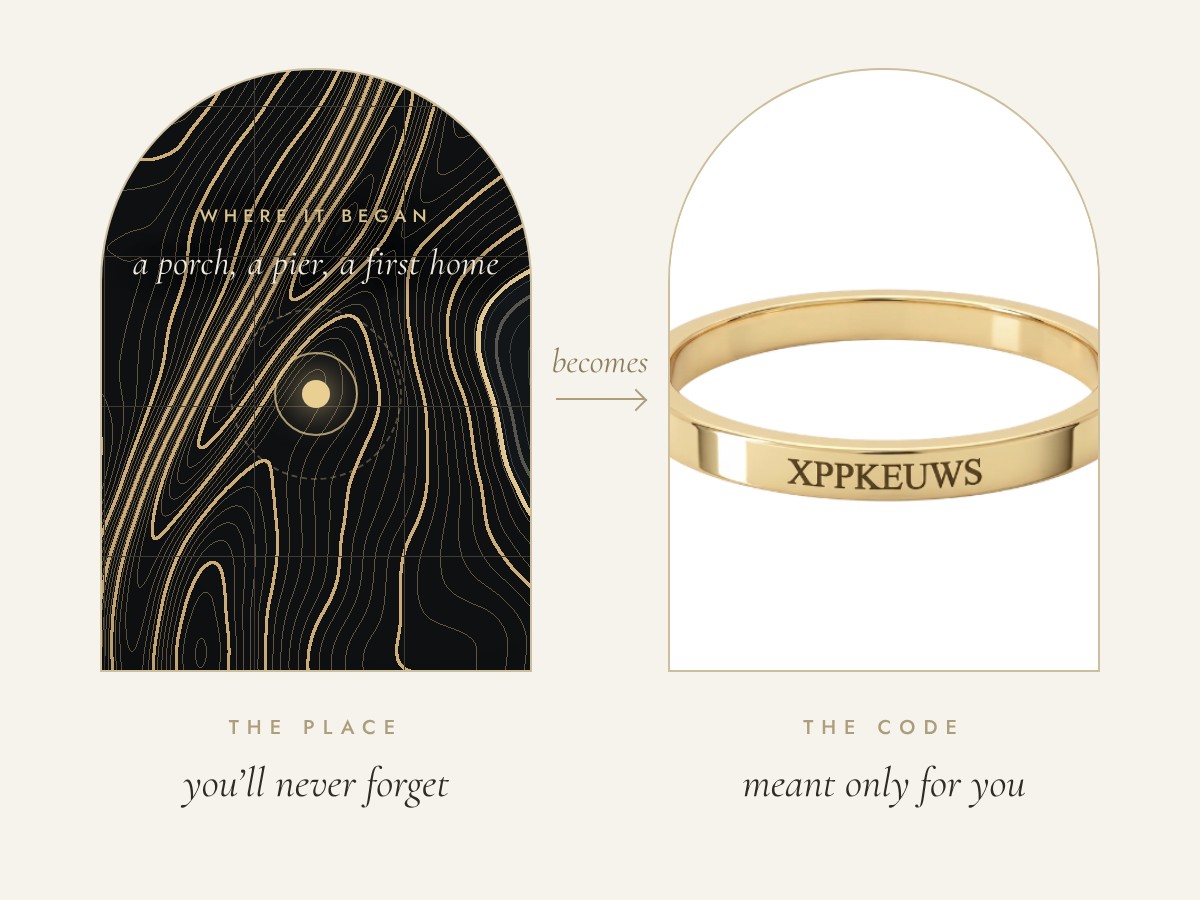 WHERE IT BEGAN
a porch, a pier, a first home
becomes
XPPKEUWS
THE PLACE
you’ll never forget
THE CODE
meant only for you